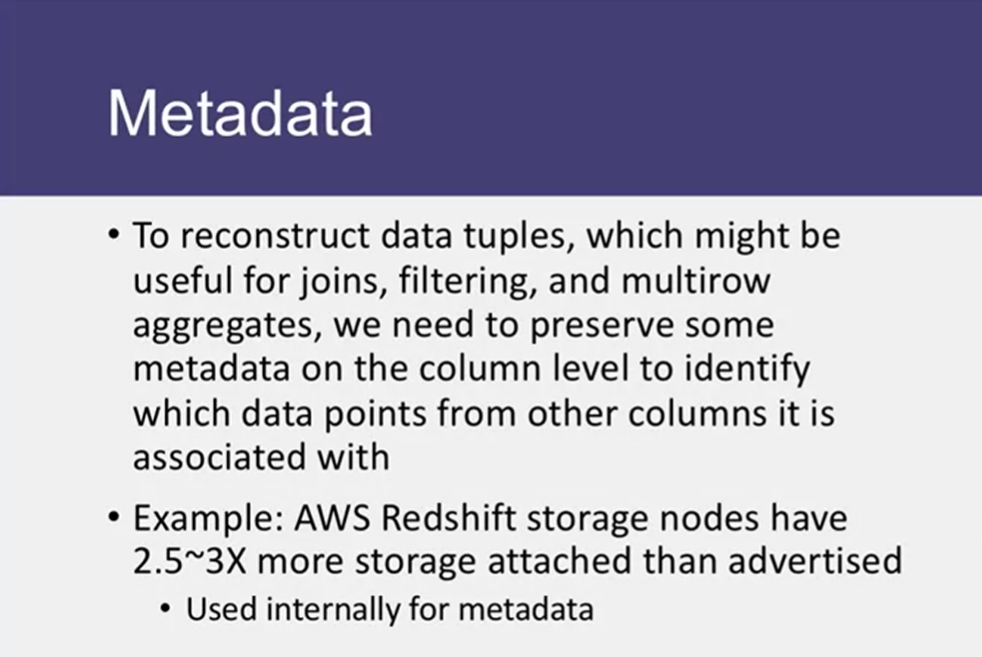 Metadata
• To reconstruct data tuples, which might be
useful for joins, filtering, and multirow
aggregates, we need to preserve some
metadata on the column level to identify
which data points from other columns it is
associated with
• Example: AWS Redshift storage nodes have
2.5~3X more storage attached than advertised
• Used internally for metadata